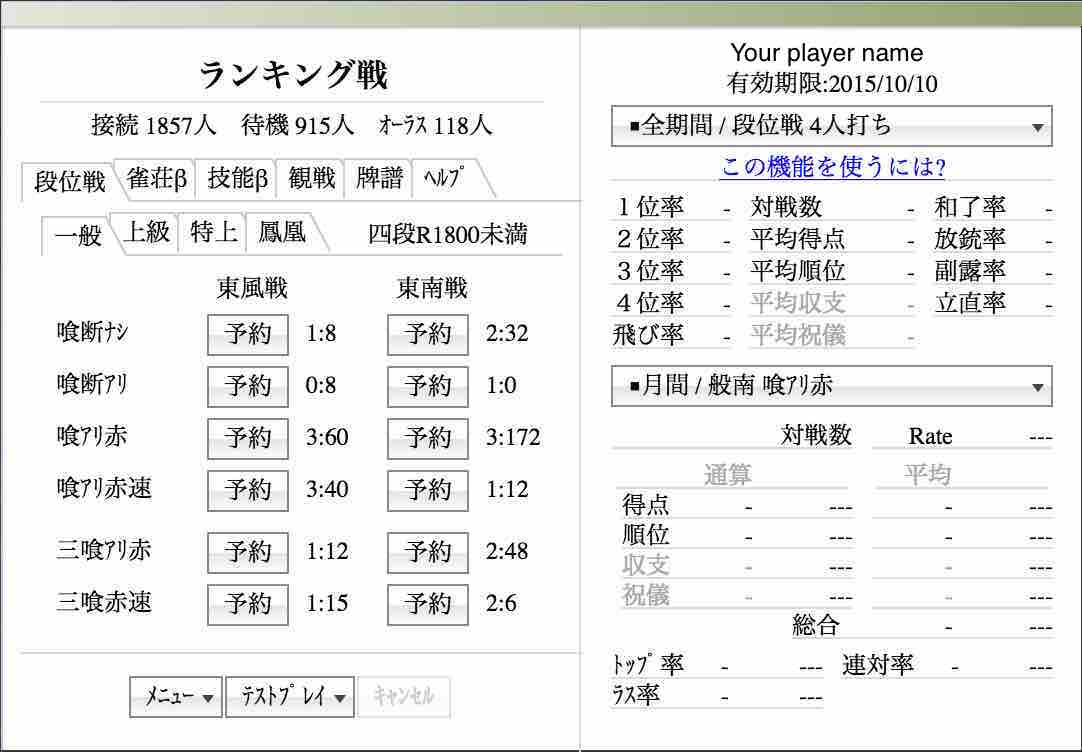 ランキング戦
接続 1857人 待機 915人 ｵｰﾗｽ 118人
段位戦 雀荘β 技能β 観戦 牌譜 ﾍﾙﾌﾟ
一般 上級 特上 鳳凰 四段R1800未満
東風戦 東南戦
喰断ﾅｼ 予約 1:8 予約 2:32
喰断ｱﾘ 予約 0:8 予約 1:0
喰ｱﾘ赤 予約 3:60 予約 3:172
喰ｱﾘ赤速 予約 3:40 予約 1:12
三喰ｱﾘ赤 予約 1:12 予約 2:48
三喰赤速 予約 1:15 予約 2:6
ﾒﾆｭｰ ﾃｽﾄﾌﾟﾚｲ ｷｬﾝｾﾙ
Your player name
有効期限:2015/10/10
▪全期間 / 段位戦 4人打ち
この機能を使うには?
１位率 - 対戦数 - 和了率 -
２位率 - 平均得点 - 放銃率 -
３位率 - 平均順位 - 副露率 -
４位率 - 平均収支 - 立直率 -
飛び率 - 平均祝儀 -
▪月間 / 般南 喰ｱﾘ赤
対戦数 Rate ---
通算 平均
得点 - --- - ---
順位 - --- - ---
収支 - --- - ---
祝儀 - --- - ---
総合 - ---
ﾄｯﾌﾟ率 - --- 連対率 - ---
ﾗｽ率 - ---